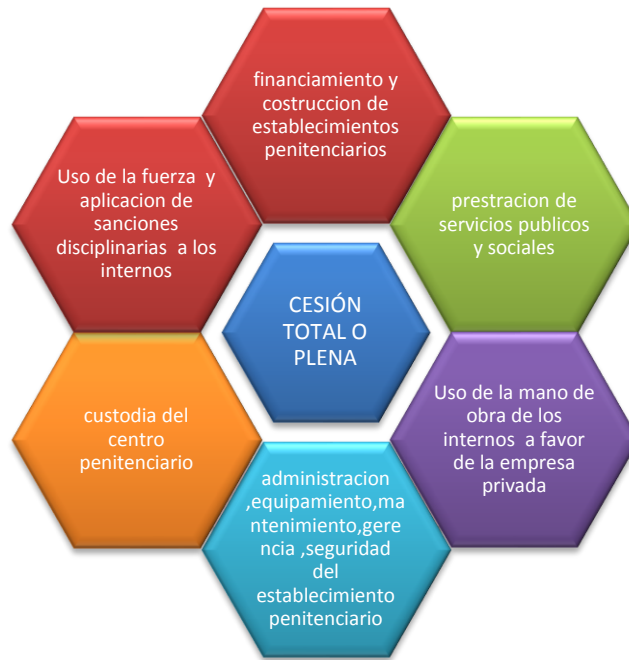 financiamiento y
costruccion de
establecimientos
penitenciarios
Uso de la fuerza y
aplicacion de
sanciones
disciplinarias a los
internos
prestracion de
servicios publicos
y sociales
CESIÓN
TOTAL O
PLENA
custodia del
centro
penitenciario
Uso de la mano de
obra de los
internos a favor
de la empresa
privada
administracion
,equipamiento,ma
ntenimiento,geren
cia ,seguridad
del
establecimiento
penitenciario